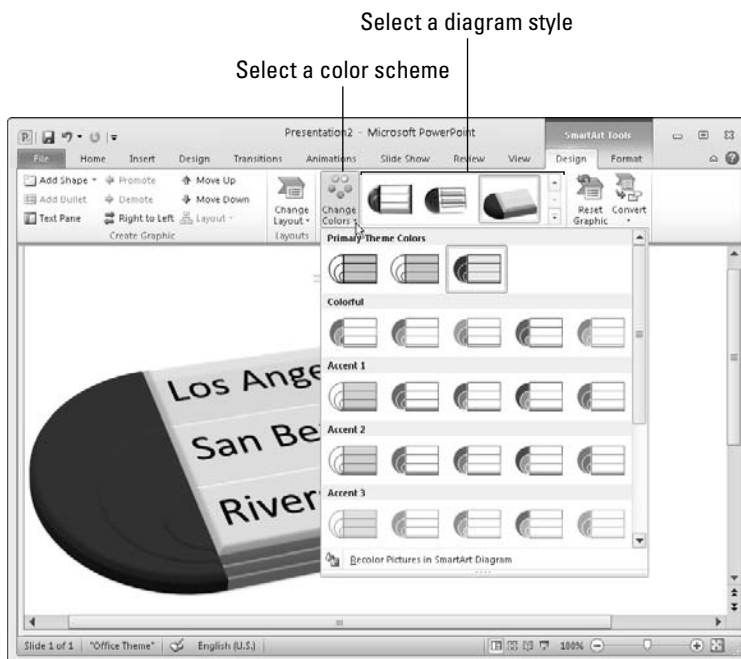 Select a diagram style
Select a color scheme
Presentation2 - Microsoft PowerPoint
SmartArt Tools
File Home Insert Design Transitions Animations Slide Show Review View Design Format
Add Shape Promote Move Up
Add Bullet Demote Move Down
Text Pane Right to Left Layout
Create Graphic
Change Layout
Layouts
Change Colors
Reset Graphic
Convert
Primary Theme Colors
Colorful
Accent 1
Accent 2
Accent 3
Recolor Pictures in SmartArt Diagram
Los Ange
San Be
Rivers
Slide 1 of 1 "Office Theme" English (U.S.) 100%